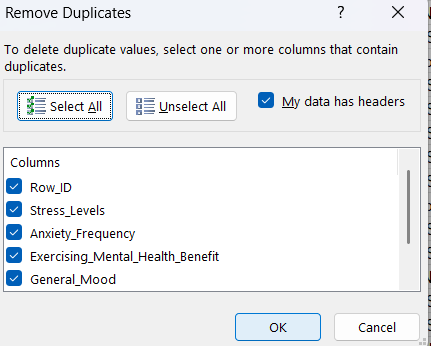 Remove Duplicates ? ×
To delete duplicate values, select one or more columns that contain
duplicates.
Select All Unselect All My data has headers
Columns
Row_ID
Stress_Levels
Anxiety_Frequency
Exercising_Mental_Health_Benefit
General_Mood
OK Cancel